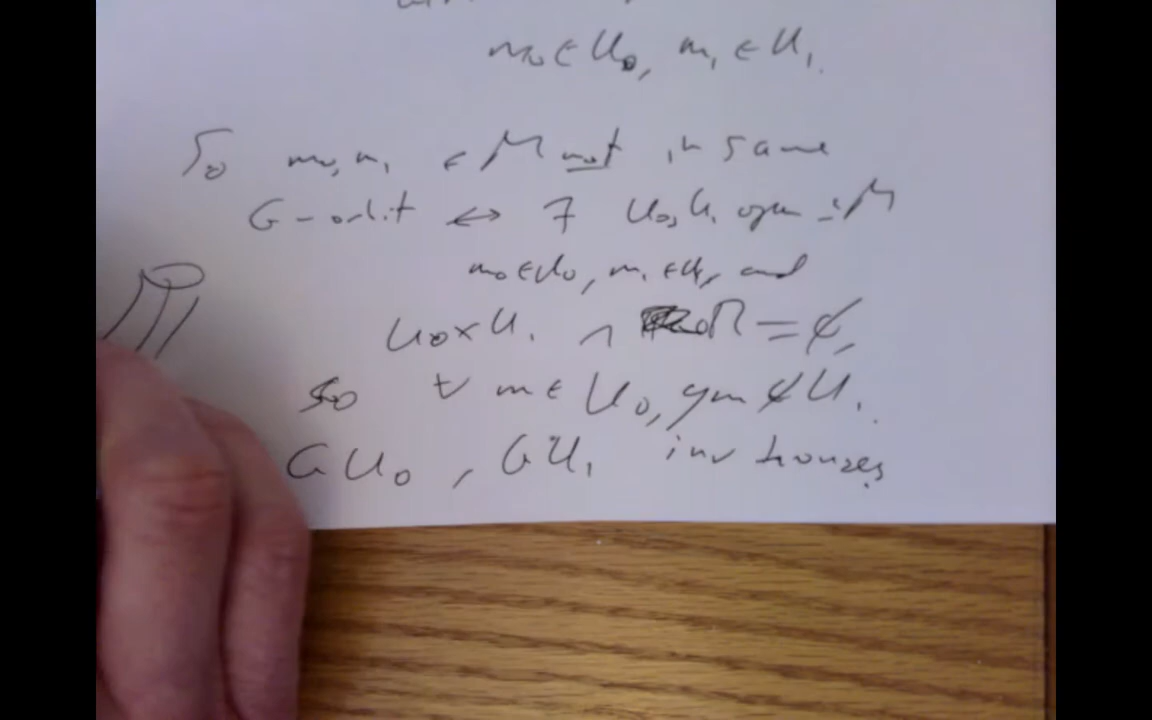 m₀ ∈ U₀, m₁ ∈ U₁.
So m₀, m₁ ∈ M not in same
G-orbit ↔ ∃ U₀, U₁ open in M
m₀ ∈ U₀, m₁ ∈ U₁, and
U₀ × U₁ ∩ R = ∅,
so ∀ m ∈ U₀, gm ∉ U₁.
GU₀, GU₁ inv